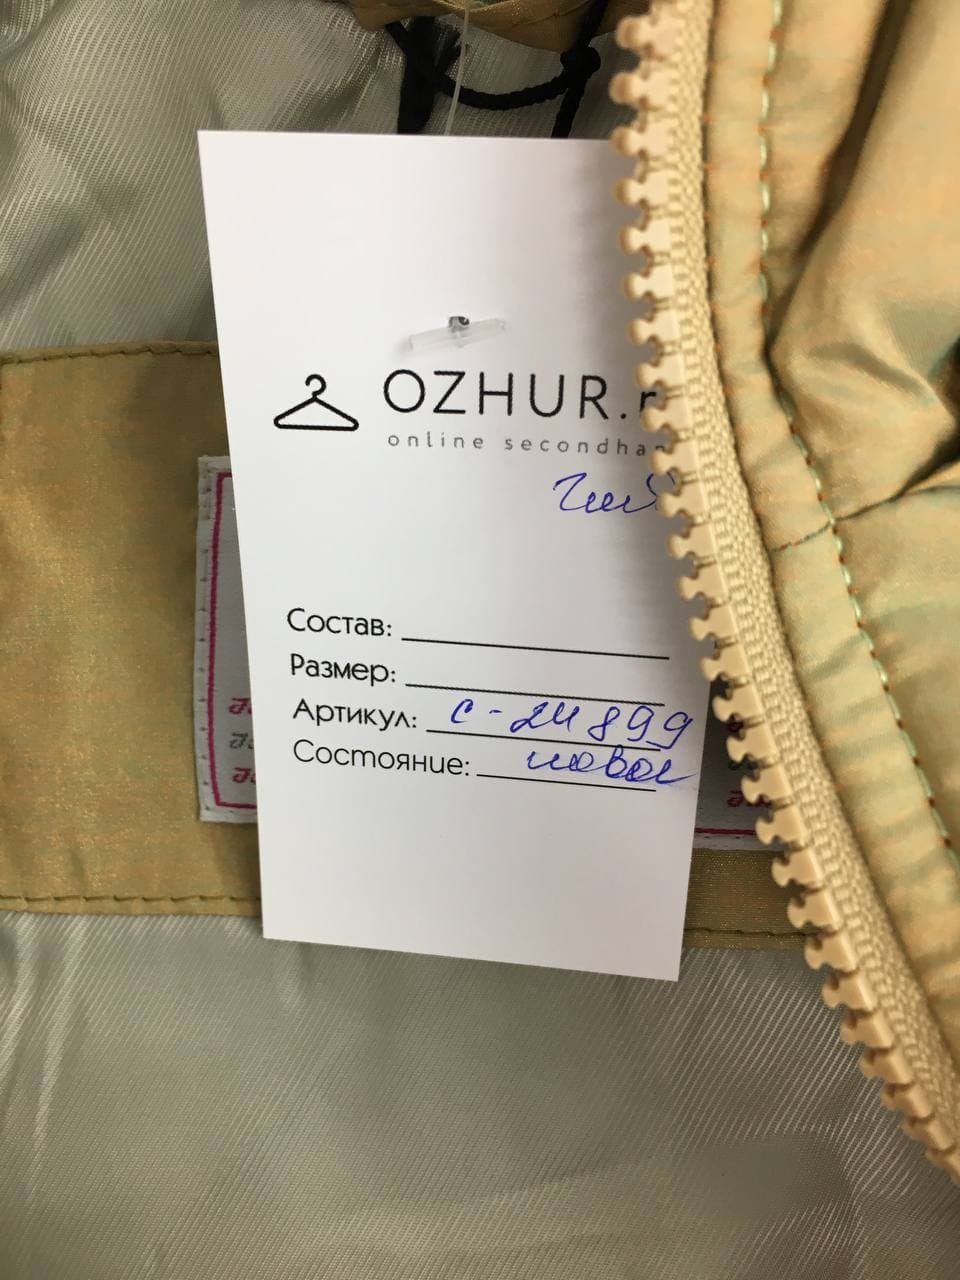 OZHUR.r
online secondha
Состав:
Размер:
Артикул: С-24899
Состояние: новое